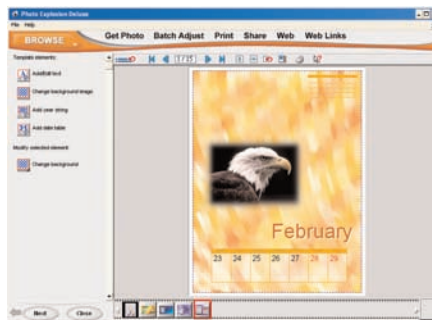 Photo Explosion Deluxe
File Help
BROWSE
Get Photo Batch Adjust Print Share Web Web Links
Template elements:
1/15
Add/Edit text
Change background image
Add year string
Add date table
Modify selected element:
Change background
February
23 24 25 26 27 28 29
Next Close